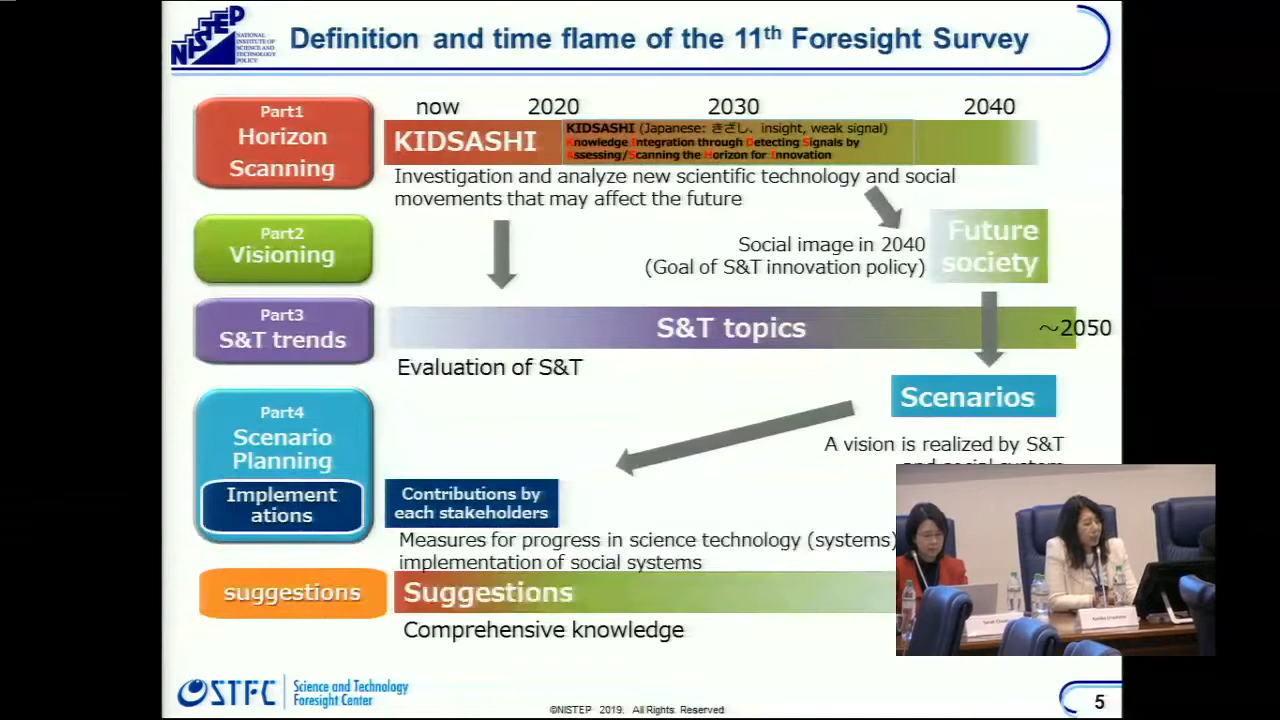 NISTEP
NATIONAL
INSTITUTE OF
SCIENCE AND
TECHNOLOGY
POLICY
Definition and time flame of the 11th Foresight Survey
now 2020 2030 2040
Part1
Horizon
Scanning
KIDSASHI
KIDSASHI (Japanese: きざし、insight, weak signal)
Knowledge Integration through Detecting Signals by
Assessing/Scanning the Horizon for Innovation
Investigation and analyze new scientific technology and social
movements that may affect the future
Part2
Visioning
Social image in 2040
(Goal of S&T innovation policy)
Future
society
Part3
S&T trends
S&T topics
～2050
Evaluation of S&T
Part4
Scenario
Planning
Implement
ations
Scenarios
A vision is realized by S&T
and social system
Contributions by
each stakeholders
Measures for progress in science technology (systems)
implementation of social systems
suggestions
Suggestions
Comprehensive knowledge
STFC
Science and Technology
Foresight Center
©NISTEP 2019. All Rights Reserved
5